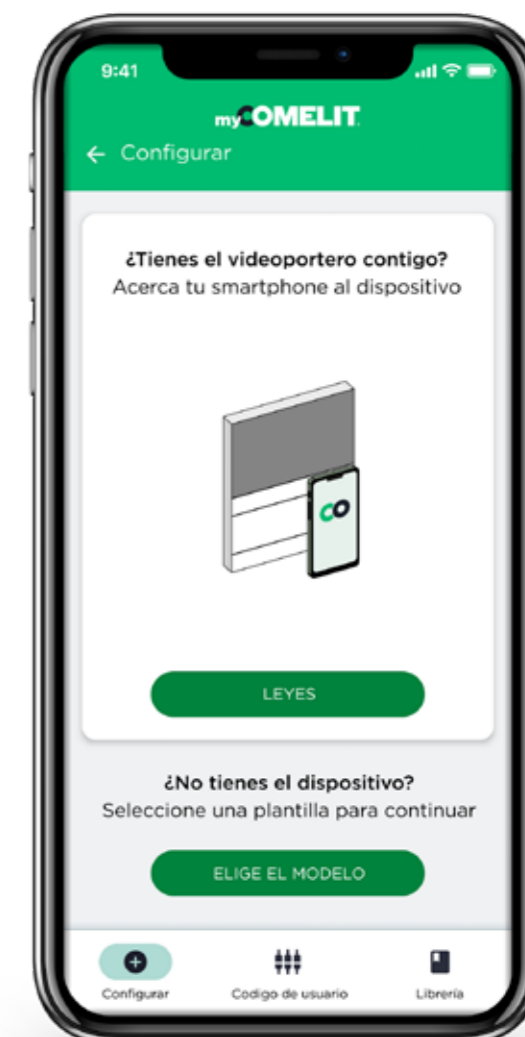 9:41
myCOMELIT
← Configurar
¿Tienes el videoportero contigo?
Acerca tu smartphone al dispositivo
CO
LEYES
¿No tienes el dispositivo?
Seleccione una plantilla para continuar
ELIGE EL MODELO
Configurar Codigo de usuario Librería